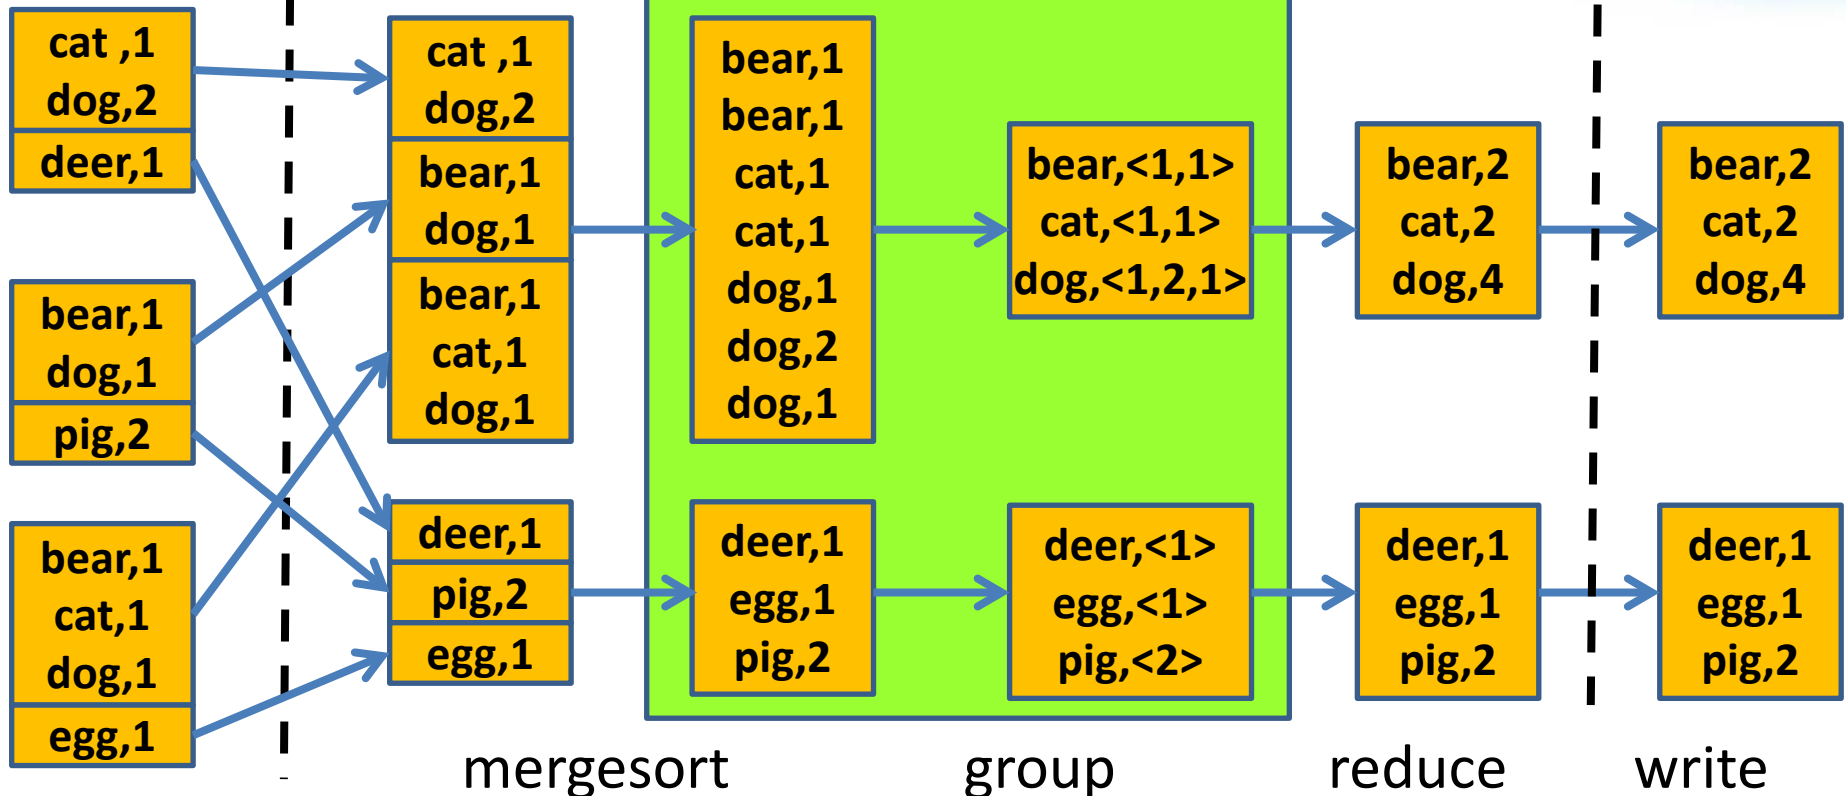 cat ,1
dog,2
deer,1
bear,1
dog,1
pig,2
bear,1
cat,1
dog,1
egg,1
cat ,1
dog,2
bear,1
dog,1
bear,1
cat,1
dog,1
deer,1
pig,2
egg,1
bear,1
bear,1
cat,1
cat,1
dog,1
dog,2
dog,1
deer,1
egg,1
pig,2
bear,<1,1>
cat,<1,1>
dog,<1,2,1>
deer,<1>
egg,<1>
pig,<2>
bear,2
cat,2
dog,4
deer,1
egg,1
pig,2
bear,2
cat,2
dog,4
deer,1
egg,1
pig,2
mergesort
group
reduce
write